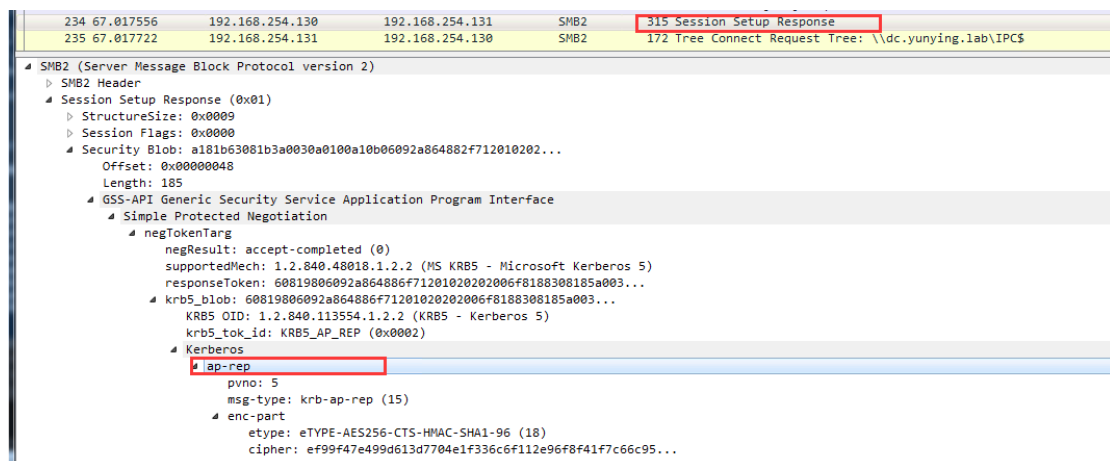 234 67.017556 192.168.254.130 192.168.254.131 SMB2 315 Session Setup Response
235 67.017722 192.168.254.131 192.168.254.130 SMB2 172 Tree Connect Request Tree: \\dc.yunying.lab\IPC$
SMB2 (Server Message Block Protocol version 2)
SMB2 Header
Session Setup Response (0x01)
StructureSize: 0x0009
Session Flags: 0x0000
Security Blob: a181b63081b3a0030a0100a10b06092a864882f712010202...
Offset: 0x00000048
Length: 185
GSS-API Generic Security Service Application Program Interface
Simple Protected Negotiation
negTokenTarg
negResult: accept-completed (0)
supportedMech: 1.2.840.48018.1.2.2 (MS KRB5 - Microsoft Kerberos 5)
responseToken: 60819806092a864886f71201020202006f8188308185a003...
krb5_blob: 60819806092a864886f71201020202006f8188308185a003...
KRB5 OID: 1.2.840.113554.1.2.2 (KRB5 - Kerberos 5)
krb5_tok_id: KRB5_AP_REP (0x0002)
Kerberos
ap-rep
pvno: 5
msg-type: krb-ap-rep (15)
enc-part
etype: eTYPE-AES256-CTS-HMAC-SHA1-96 (18)
cipher: ef99f47e499d613d7704e1f336c6f112e96f8f41f7c66c95...